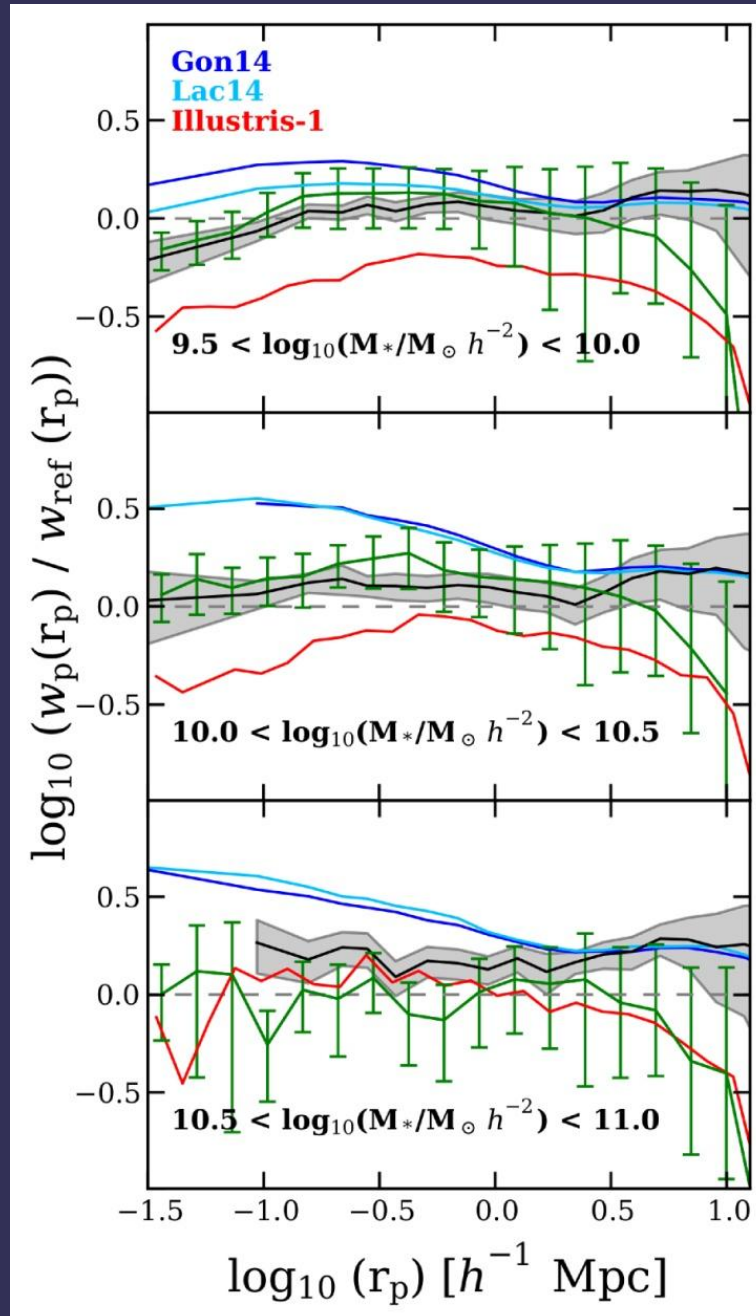 Gon14
Lac14
Illustris-1
0.5
0.0
−0.5
9.5 < log₁₀(M*/M☉ h⁻²) < 10.0
0.5
0.0
−0.5
10.0 < log₁₀(M*/M☉ h⁻²) < 10.5
0.5
0.0
−0.5
10.5 < log₁₀(M*/M☉ h⁻²) < 11.0
−1.5 −1.0 −0.5 0.0 0.5 1.0
log₁₀ (rₚ) [h⁻¹ Mpc]
log₁₀ (wₚ(rₚ) / w_ref (rₚ))